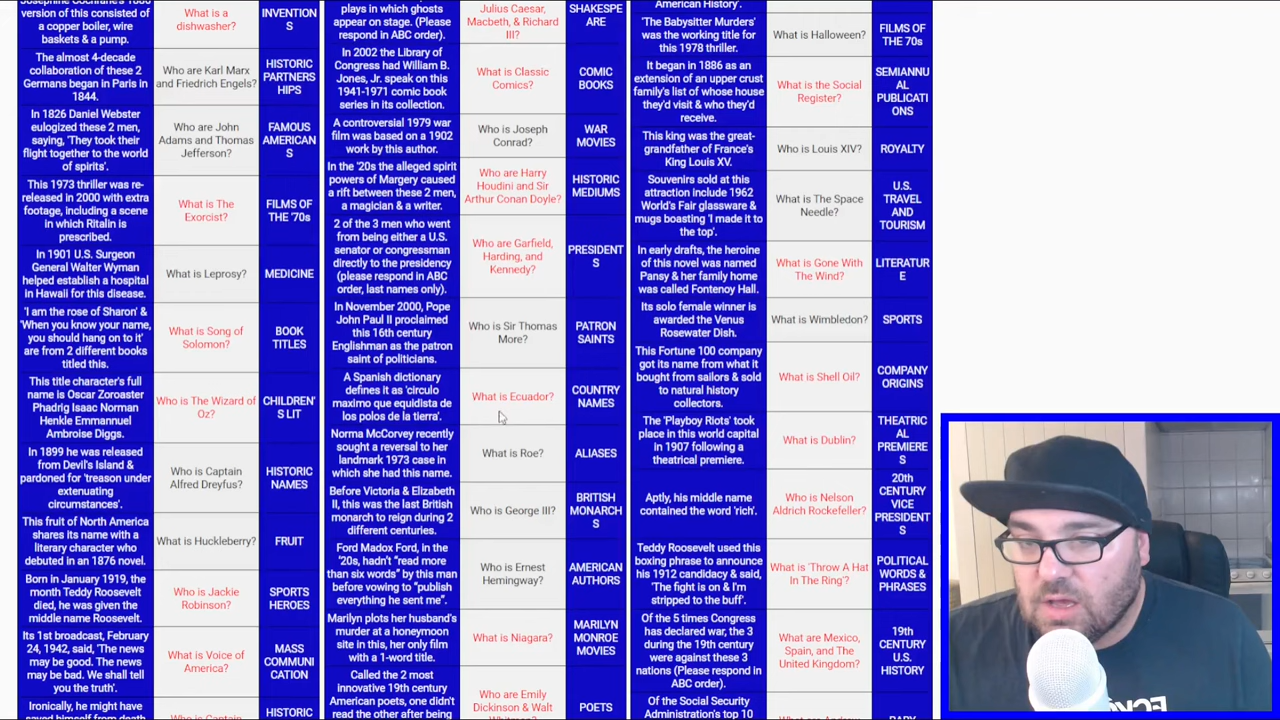 Josephine Cochrane's 1886
version of this consisted of
a copper boiler, wire
baskets & a pump.
What is a
dishwasher?
INVENTION
S
The almost 4-decade
collaboration of these 2
Germans began in Paris in
1844.
Who are Karl Marx
and Friedrich Engels?
HISTORIC
PARTNERS
HIPS
In 1826 Daniel Webster
eulogized these 2 men,
saying, 'They took their
flight together to the world
of spirits'.
Who are John
Adams and Thomas
Jefferson?
FAMOUS
AMERICAN
S
This 1973 thriller was re-
released in 2000 with extra
footage, including a scene
in which Ritalin is
prescribed.
What is The
Exorcist?
FILMS OF
THE '70s
In 1901 U.S. Surgeon
General Walter Wyman
helped establish a hospital
in Hawaii for this disease.
What is Leprosy?
MEDICINE
'I am the rose of Sharon' &
'When you know your name,
you should hang on to it'
are from 2 different books
titled this.
What is Song of
Solomon?
BOOK
TITLES
This title character's full
name is Oscar Zoroaster
Phadrig Isaac Norman
Henkle Emmannuel
Ambroise Diggs.
Who is The Wizard of
Oz?
CHILDREN'
S LIT
In 1899 he was released
from Devil's Island &
pardoned for 'treason under
extenuating
circumstances'.
Who is Captain
Alfred Dreyfus?
HISTORIC
NAMES
This fruit of North America
shares its name with a
literary character who
debuted in an 1876 novel.
What is Huckleberry?
FRUIT
Born in January 1919, the
month Teddy Roosevelt
died, he was given the
middle name Roosevelt.
Who is Jackie
Robinson?
SPORTS
HEROES
Its 1st broadcast, February
24, 1942, said, 'The news
may be good. The news
may be bad. We shall tell
you the truth'.
What is Voice of
America?
MASS
COMMUNI
CATION
Ironically, he might have
saved himself from death
Who is Captain
HISTORIC
plays in which ghosts
appear on stage. (Please
respond in ABC order).
Julius Caesar,
Macbeth, & Richard
III?
SHAKESPE
ARE
In 2002 the Library of
Congress had William B.
Jones, Jr. speak on this
1941-1971 comic book
series in its collection.
What is Classic
Comics?
COMIC
BOOKS
A controversial 1979 war
film was based on a 1902
work by this author.
Who is Joseph
Conrad?
WAR
MOVIES
In the '20s the alleged spirit
powers of Margery caused
a rift between these 2 men,
a magician & a writer.
Who are Harry
Houdini and Sir
Arthur Conan Doyle?
HISTORIC
MEDIUMS
2 of the 3 men who went
from being either a U.S.
senator or congressman
directly to the presidency
(please respond in ABC
order, last names only).
Who are Garfield,
Harding, and
Kennedy?
PRESIDENT
S
In November 2000, Pope
John Paul II proclaimed
this 16th century
Englishman as the patron
saint of politicians.
Who is Sir Thomas
More?
PATRON
SAINTS
A Spanish dictionary
defines it as 'circulo
maximo que equidista de
los polos de la tierra'.
What is Ecuador?
COUNTRY
NAMES
Norma McCorvey recently
sought a reversal to her
landmark 1973 case in
which she had this name.
What is Roe?
ALIASES
Before Victoria & Elizabeth
II, this was the last British
monarch to reign during 2
different centuries.
Who is George III?
BRITISH
MONARCH
S
Ford Madox Ford, in the
'20s, hadn't "read more
than six words" by this man
before vowing to "publish
everything he sent me".
Who is Ernest
Hemingway?
AMERICAN
AUTHORS
Marilyn plots her husband's
murder at a honeymoon
site in this, her only film
with a 1-word title.
What is Niagara?
MARILYN
MONROE
MOVIES
Called the 2 most
innovative 19th century
American poets, one didn't
read the other after being
Who are Emily
Dickinson & Walt
Whitman?
POETS
American History'.
'The Babysitter Murders'
was the working title for
this 1978 thriller.
What is Halloween?
FILMS OF
THE 70s
It began in 1886 as an
extension of an upper crust
family's list of whose house
they'd visit & who they'd
receive.
What is the Social
Register?
SEMIANNU
AL
PUBLICATI
ONS
This king was the great-
grandfather of France's
King Louis XV.
Who is Louis XIV?
ROYALTY
Souvenirs sold at this
attraction include 1962
World's Fair glassware &
mugs boasting 'I made it to
the top'.
What is The Space
Needle?
U.S.
TRAVEL
AND
TOURISM
In early drafts, the heroine
of this novel was named
Pansy & her family home
was called Fontenoy Hall.
What is Gone With
The Wind?
LITERATUR
E
Its solo female winner is
awarded the Venus
Rosewater Dish.
What is Wimbledon?
SPORTS
This Fortune 100 company
got its name from what it
bought from sailors & sold
to natural history
collectors.
What is Shell Oil?
COMPANY
ORIGINS
The 'Playboy Riots' took
place in this world capital
in 1907 following a
theatrical premiere.
What is Dublin?
THEATRIC
AL
PREMIERE
S
Aptly, his middle name
contained the word 'rich'.
Who is Nelson
Aldrich Rockefeller?
20th
CENTURY
VICE
PRESIDENT
S
Teddy Roosevelt used this
boxing phrase to announce
his 1912 candidacy & said,
'The fight is on & I'm
stripped to the buff'.
What is 'Throw A Hat
In The Ring'?
POLITICAL
WORDS &
PHRASES
Of the 5 times Congress
has declared war, the 3
during the 19th century
were against these 3
nations (Please respond in
ABC order).
What are Mexico,
Spain, and The
United Kingdom?
19th
CENTURY
U.S.
HISTORY
Of the Social Security
Administration's top 10